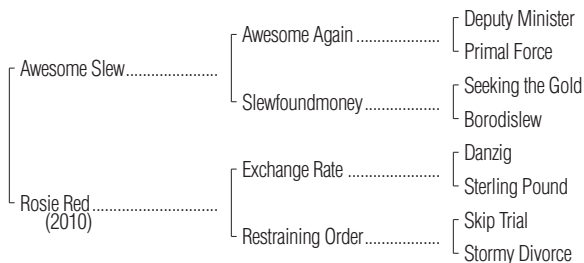 Deputy Minister
Awesome Again
Primal Force
Awesome Slew
Seeking the Gold
Slewfoundmoney
Borodislew
Danzig
Exchange Rate
Sterling Pound
Rosie Red
(2010)
Skip Trial
Restraining Order
Stormy Divorce